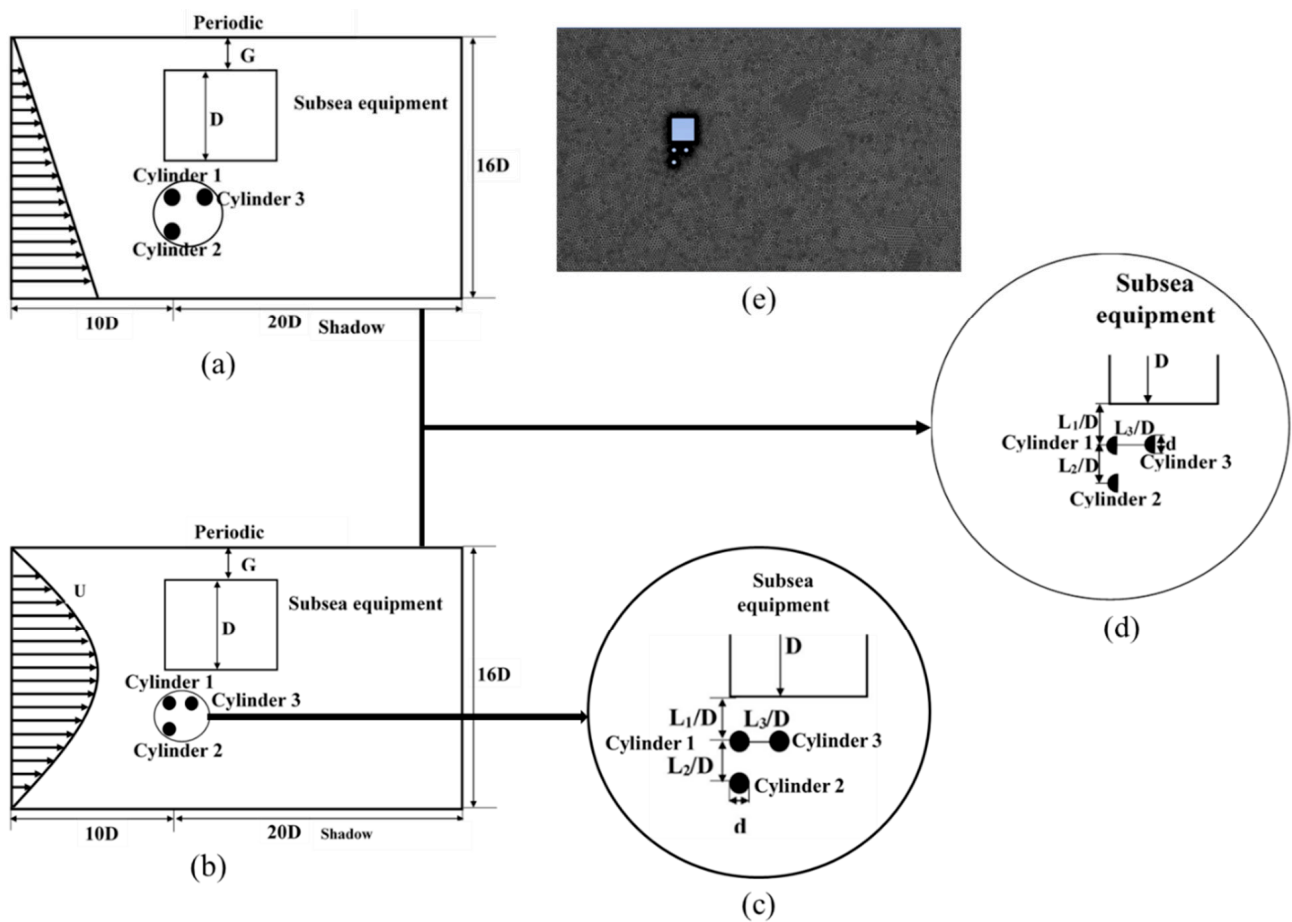 Periodic
G
Subsea equipment
D
16D
Cylinder 1
Cylinder 3
Cylinder 2
10D
20D
Shadow
(a)
(e)
Subsea
equipment
D
L₁/D
L₃/D
Cylinder 1
d
Cylinder 3
L₂/D
Cylinder 2
(d)
Periodic
G
U
Subsea equipment
D
16D
Cylinder 1
Cylinder 3
Cylinder 2
10D
20D
Shadow
(b)
Subsea
equipment
D
L₁/D
L₃/D
Cylinder 1
Cylinder 3
L₂/D
Cylinder 2
d
(c)